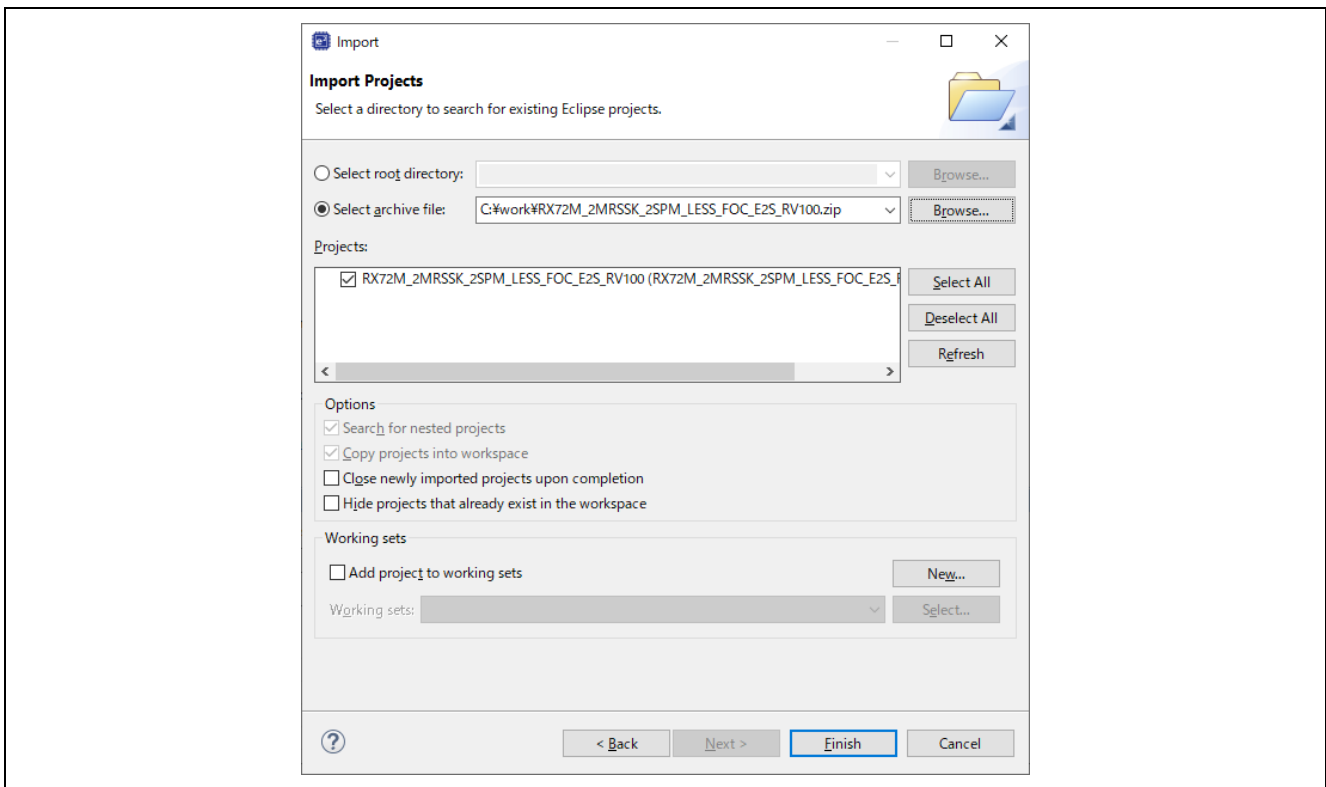 Import
Import Projects
Select a directory to search for existing Eclipse projects.
Select root directory:
Browse...
Select archive file: C:¥work¥RX72M_2MRSSK_2SPM_LESS_FOC_E2S_RV100.zip Browse...
Projects:
RX72M_2MRSSK_2SPM_LESS_FOC_E2S_RV100 (RX72M_2MRSSK_2SPM_LESS_FOC_E2S_
Select All
Deselect All
Refresh
Options
Search for nested projects
Copy projects into workspace
Close newly imported projects upon completion
Hide projects that already exist in the workspace
Working sets
Add project to working sets
New...
Working sets:
Select...
? < Back Next > Finish Cancel